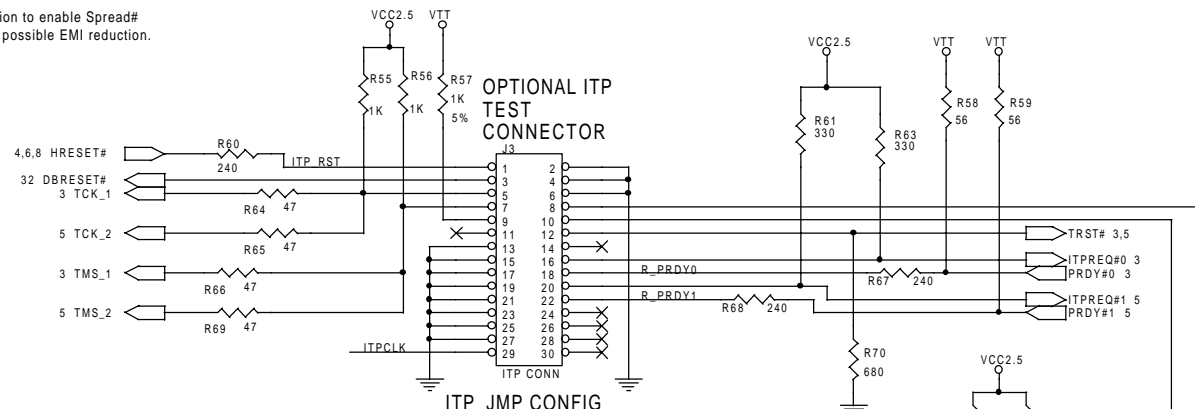 ion to enable Spread#
possible EMI reduction.
VCC2.5 VTT
VCC2.5
VTT VTT
R55 1K
R56 1K
R57 1K 5%
OPTIONAL ITP
TEST
CONNECTOR
J3
R61 330
R63 330
R58 56
R59 56
4,6,8 HRESET#
R60 240
ITP_RST
32 DBRESET#
3 TCK_1
R64 47
5 TCK_2
R65 47
3 TMS_1
R66 47
5 TMS_2
R69 47
ITPCLK
1 2
3 4
5 6
7 8
9 10
11 12
13 14
15 16
17 18
19 20
21 22
23 24
25 26
27 28
29 30
ITP CONN
ITP JMP CONFIG
R_PRDY0
R67 240
R_PRDY1
R68 240
TRST# 3,5
ITPREQ#0 3
PRDY#0 3
ITPREQ#1 5
PRDY#1 5
R70 680
VCC2.5